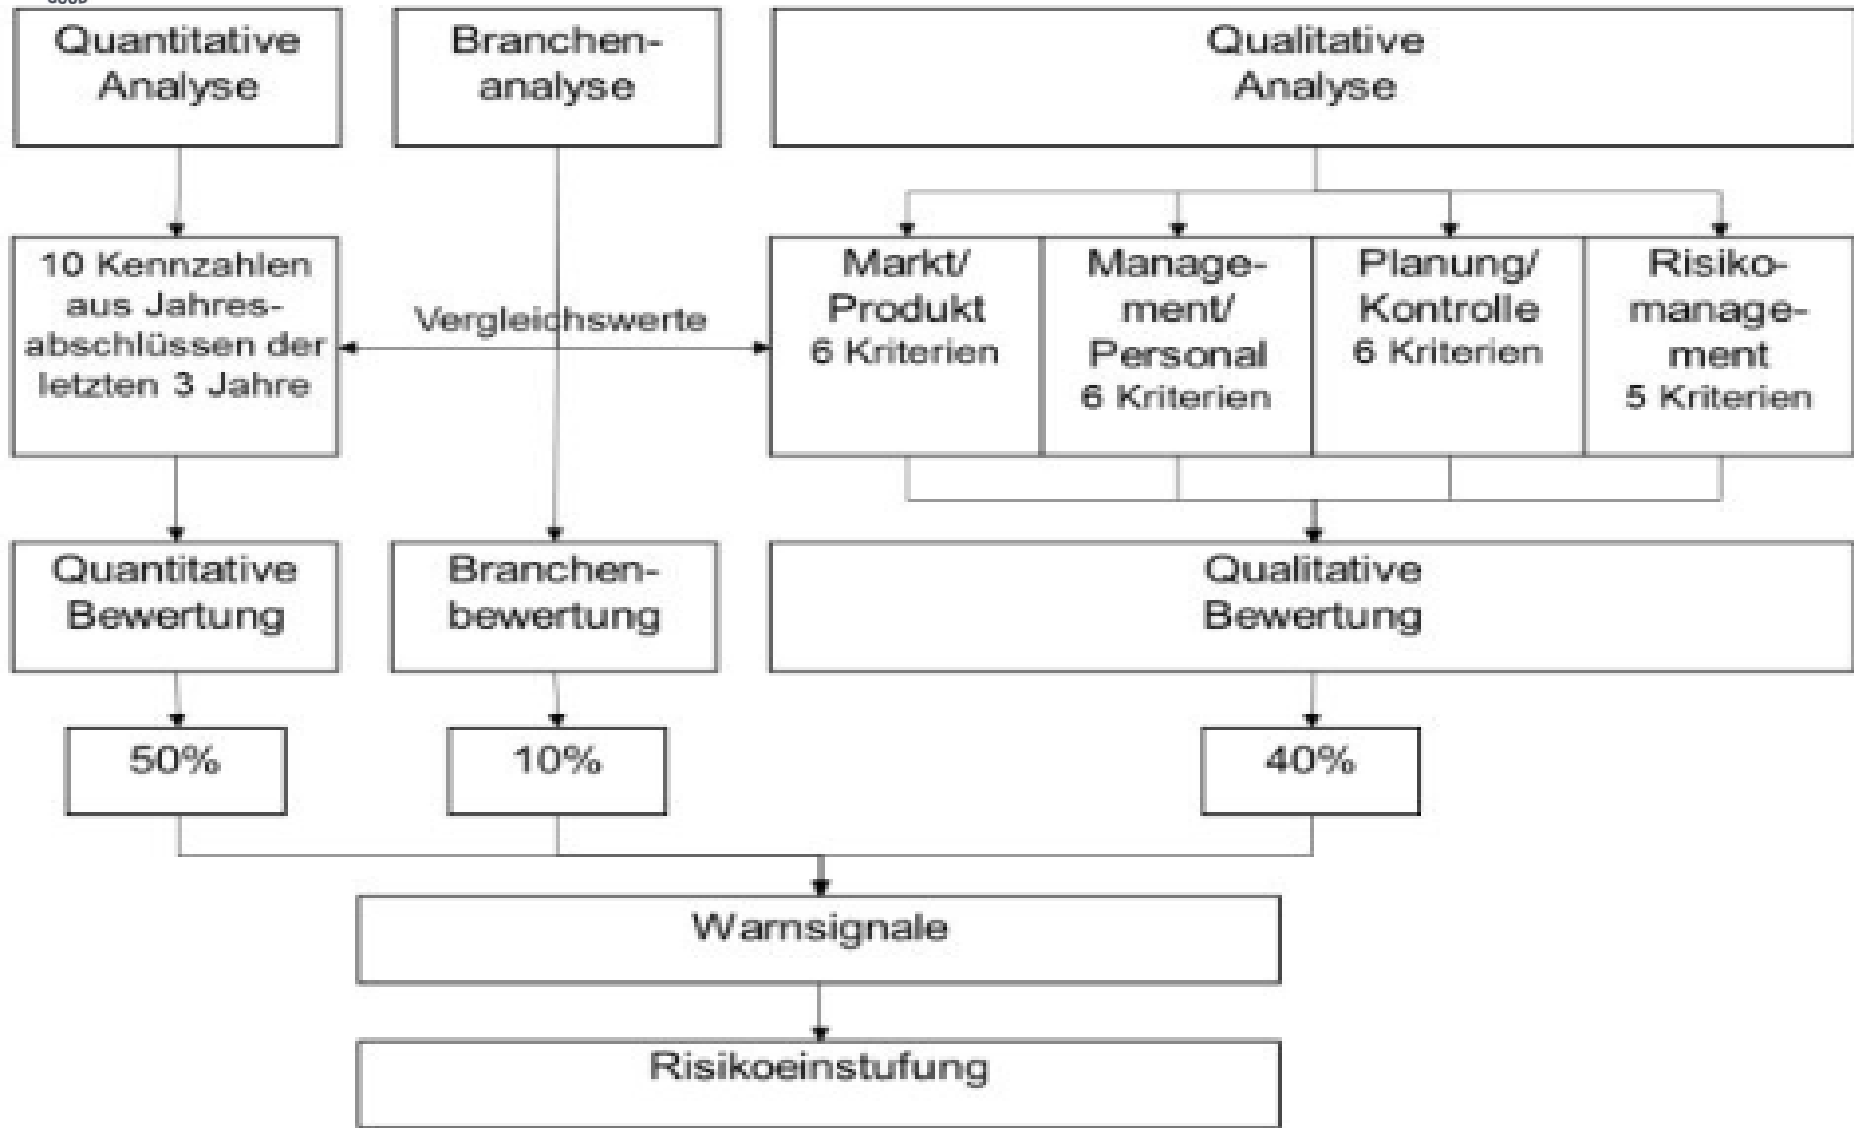 Quantitative
Analyse
Branchen-
analyse
Qualitative
Analyse
10 Kennzahlen
aus Jahres-
abschlüssen der
letzten 3 Jahre
Vergleichswerte
Markt/
Produkt
6 Kriterien
Manage-
ment/
Personal
6 Kriterien
Planung/
Kontrolle
6 Kriterien
Risiko-
manage-
ment
5 Kriterien
Quantitative
Bewertung
Branchen-
bewertung
Qualitative
Bewertung
50%
10%
40%
Warnsignale
Risikoeinstufung